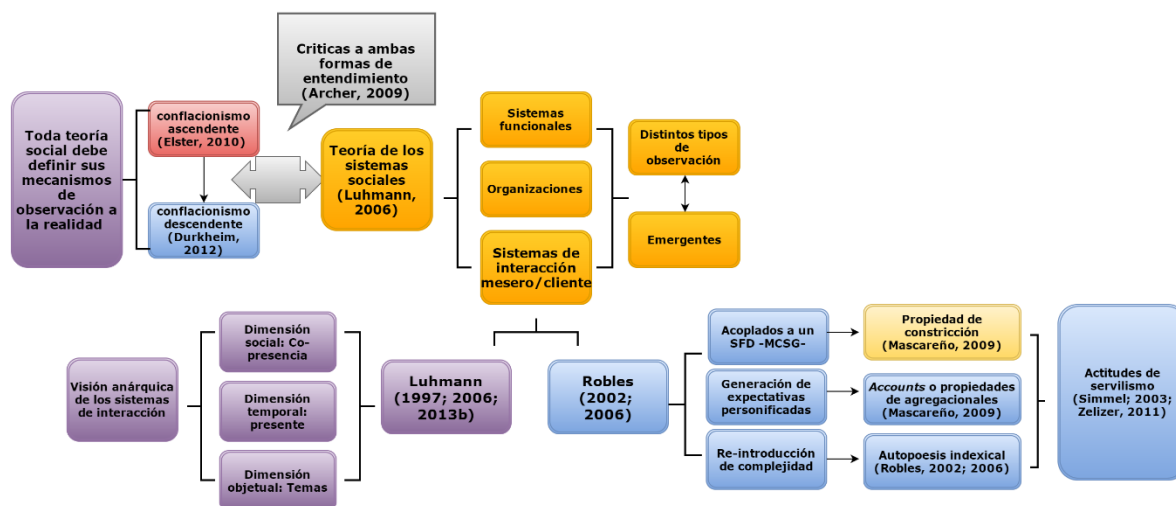 Criticas a ambas
formas de
entendimiento
(Archer, 2009)
Toda teoría
social debe
definir sus
mecanismos
de
observación a
la realidad
conflacionismo
ascendente
(Elster, 2010)
conflacionismo
descendente
(Durkheim,
2012)
Teoría de los
sistemas
sociales
(Luhmann,
2006)
Sistemas
funcionales
Organizaciones
Sistemas de
interacción
mesero/cliente
Distintos tipos
de
observación
Emergentes
Visión anárquica
de los sistemas
de interacción
Dimensión
social: Co-
presencia
Dimensión
temporal:
presente
Dimensión
objetual: Temas
Luhmann
(1997; 2006;
2013b)
Robles
(2002;
2006)
Acoplados a un
SFD -MCSG-
Generación de
expectativas
personificadas
Re-introducción
de complejidad
Propiedad de
constricción
(Mascareño, 2009)
Accounts o propiedades
de agregacionales
(Mascareño, 2009)
Autopoesis indexical
(Robles, 2002; 2006)
Actitudes de
servilismo
(Simmel; 2003;
Zelizer, 2011)